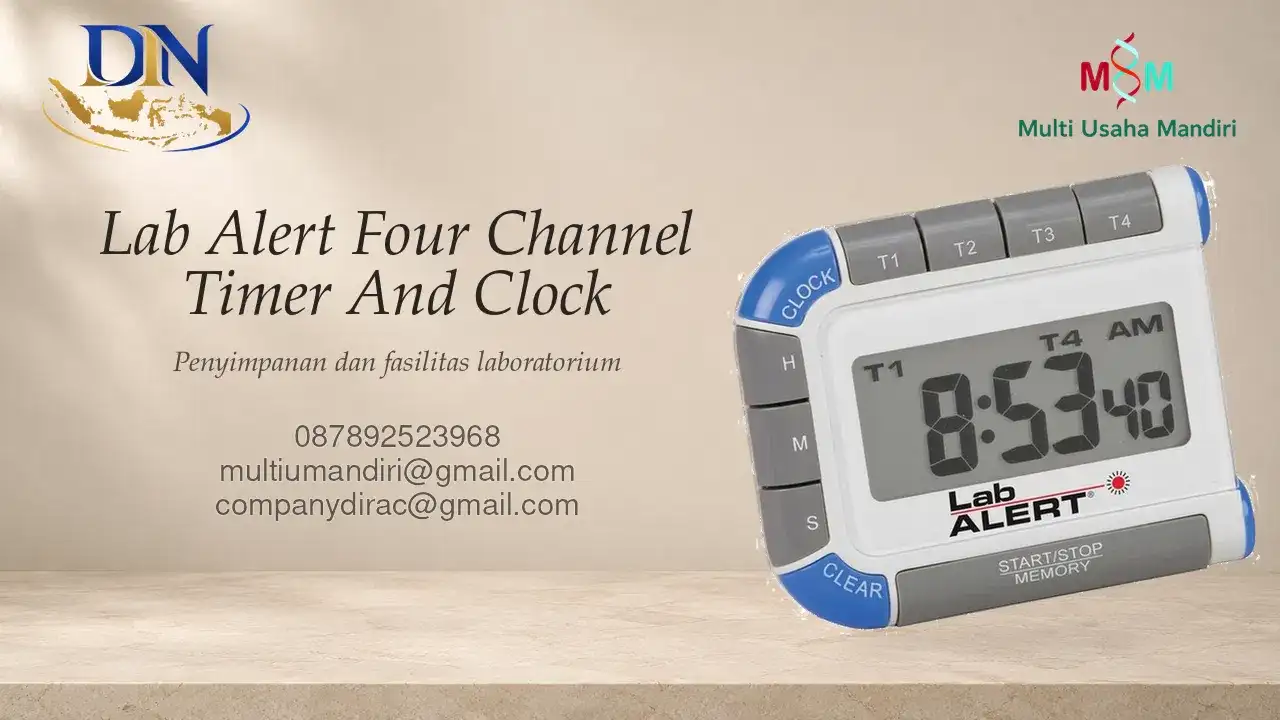 DN
MSM
Multi Usaha Mandiri
Lab Alert Four Channel
Timer And Clock
Penyimpanan dan fasilitas laboratorium
087892523968
multiumandiri@gmail.com
companydirac@gmail.com
CLOCK
T1
T2
T3
T4
H
M
S
T1
T4 AM
8:53 40
Lab
ALERT®
CLEAR
START/STOP
MEMORY